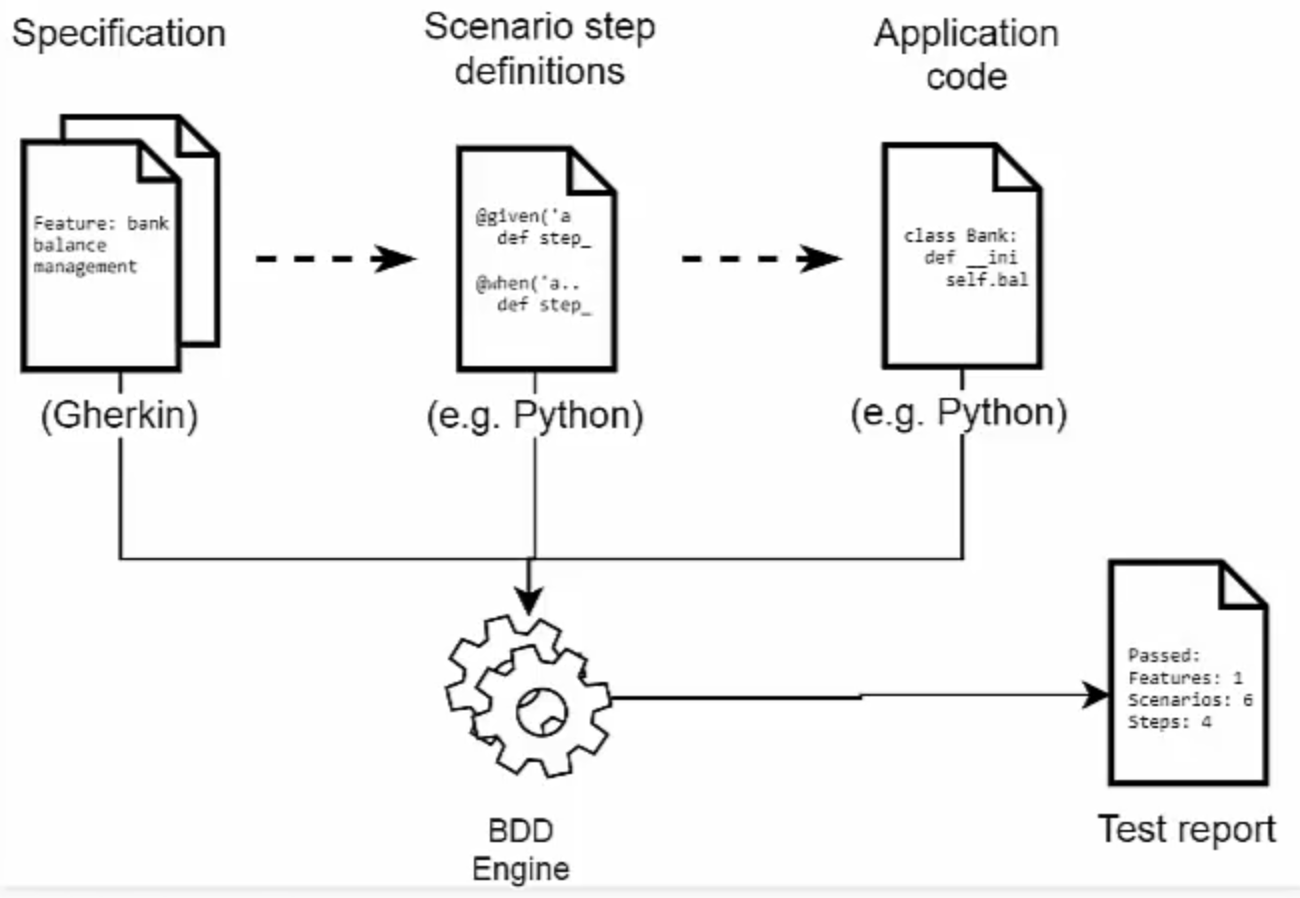 Specification
Scenario step
definitions
Application
code
Feature: bank
balance
management
@given('a
def step_
@when('a..
def step_
class Bank:
def __ini
self.bal
(Gherkin)
(e.g. Python)
(e.g. Python)
Passed:
Features: 1
Scenarios: 6
Steps: 4
BDD
Engine
Test report